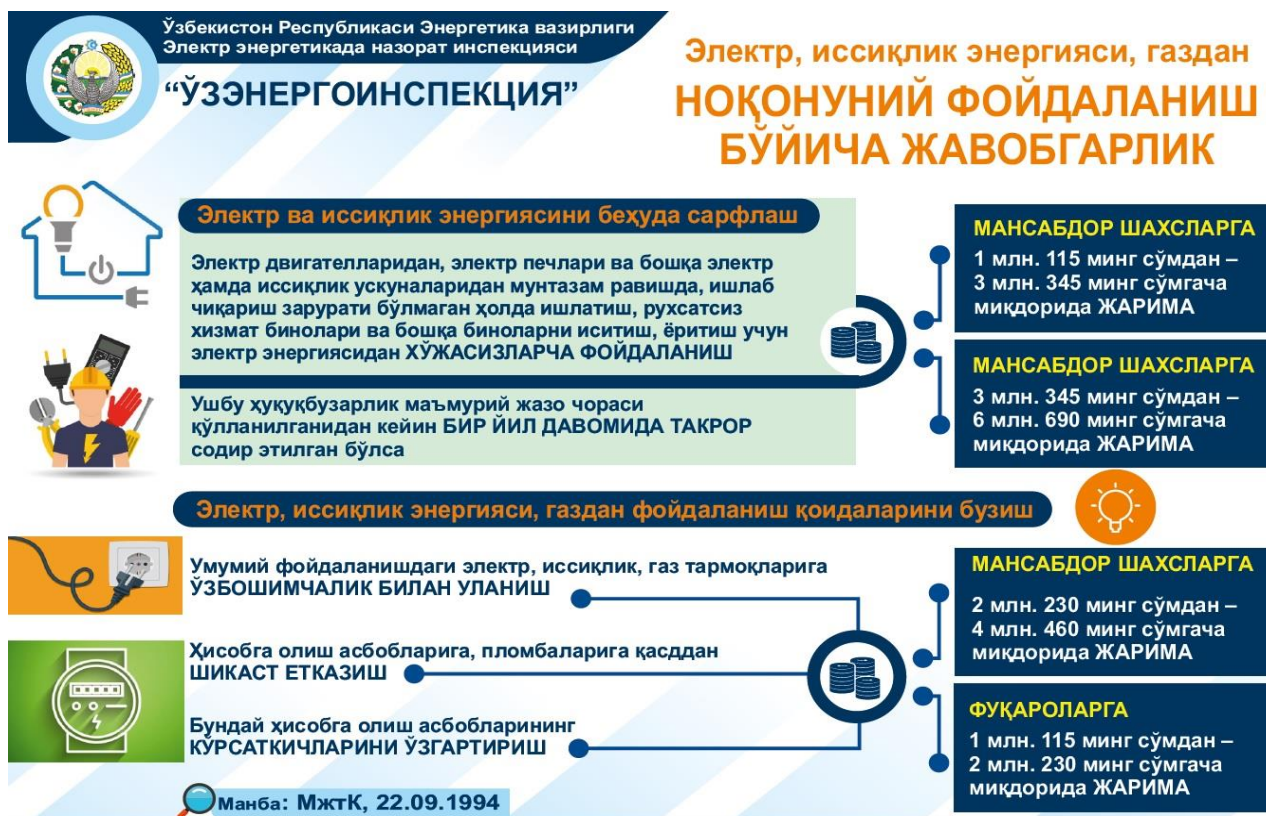 Ўзбекистон Республикаси Энергетика вазирлиги
Электр энергетикада назорат инспекцияси
“ЎЗЭНЕРГОИНСПЕКЦИЯ”
Электр, иссиқлик энергияси, газдан
НОҚОНУНИЙ ФОЙДАЛАНИШ
БЎЙИЧА ЖАВОБГАРЛИК
Электр ва иссиқлик энергиясини беҳуда сарфлаш
Электр двигателларидан, электр печлари ва бошқа электр
ҳамда иссиқлик ускуналаридан мунтазам равишда, ишлаб
чиқариш зарурати бўлмаган ҳолда ишлатиш, рухсатсиз
хизмат бинолари ва бошқа биноларни иситиш, ёритиш учун
электр энергиясидан ХЎЖАСИЗЛАРЧА ФОЙДАЛАНИШ
МАНСАБДОР ШАХСЛАРГА
1 млн. 115 минг сўмдан –
3 млн. 345 минг сўмгача
миқдорида ЖАРИМА
Ушбу ҳуқуқбузарлик маъмурий жазо чораси
қўлланилганидан кейин БИР ЙИЛ ДАВОМИДА ТАКРОР
содир этилган бўлса
МАНСАБДОР ШАХСЛАРГА
3 млн. 345 минг сўмдан –
6 млн. 690 минг сўмгача
миқдорида ЖАРИМА
Электр, иссиқлик энергияси, газдан фойдаланиш қоидаларини бузиш
Умумий фойдаланишдаги электр, иссиқлик, газ тармоқларига
ЎЗБОШИМЧАЛИК БИЛАН УЛАНИШ
Ҳисобга олиш асбобларига, пломбаларига қасддан
ШИКАСТ ЕТКАЗИШ
Бундай ҳисобга олиш асбобларининг
КЎРСАТКИЧЛАРИНИ ЎЗГАРТИРИШ
МАНСАБДОР ШАХСЛАРГА
2 млн. 230 минг сўмдан –
4 млн. 460 минг сўмгача
миқдорида ЖАРИМА
ФУҚАРОЛАРГА
1 млн. 115 минг сўмдан –
2 млн. 230 минг сўмгача
миқдорида ЖАРИМА
Манба: МжтК, 22.09.1994